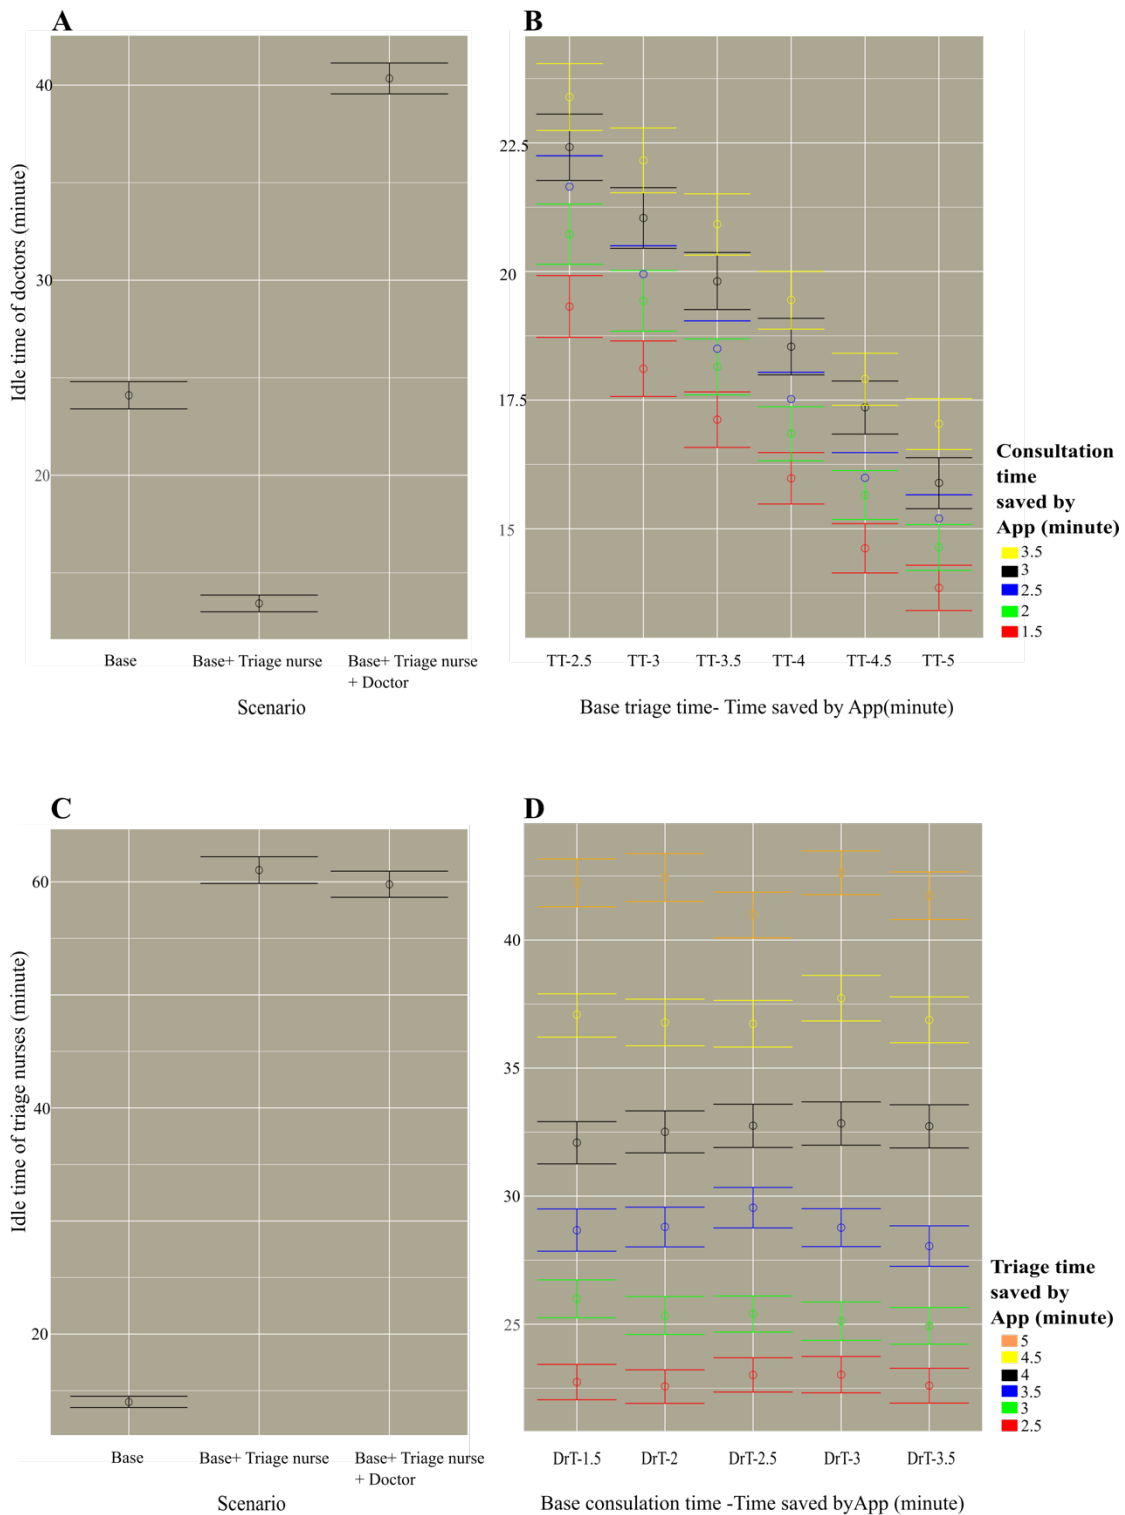 A
B
Idle time of doctors (minute)
40
30
20
Base
Base+ Triage nurse
Base+ Triage nurse
+ Doctor
Scenario
22.5
20
17.5
15
TT-2.5
TT-3
TT-3.5
TT-4
TT-4.5
TT-5
Base triage time- Time saved by App(minute)
Consultation
time
saved by
App (minute)
3.5
3
2.5
2
1.5
C
D
Idle time of triage nurses (minute)
60
40
20
Base
Base+ Triage nurse
Base+ Triage nurse
+ Doctor
Scenario
40
35
30
25
DrT-1.5
DrT-2
DrT-2.5
DrT-3
DrT-3.5
Base consulation time -Time saved byApp (minute)
Triage time
saved by
App (minute)
5
4.5
4
3.5
3
2.5